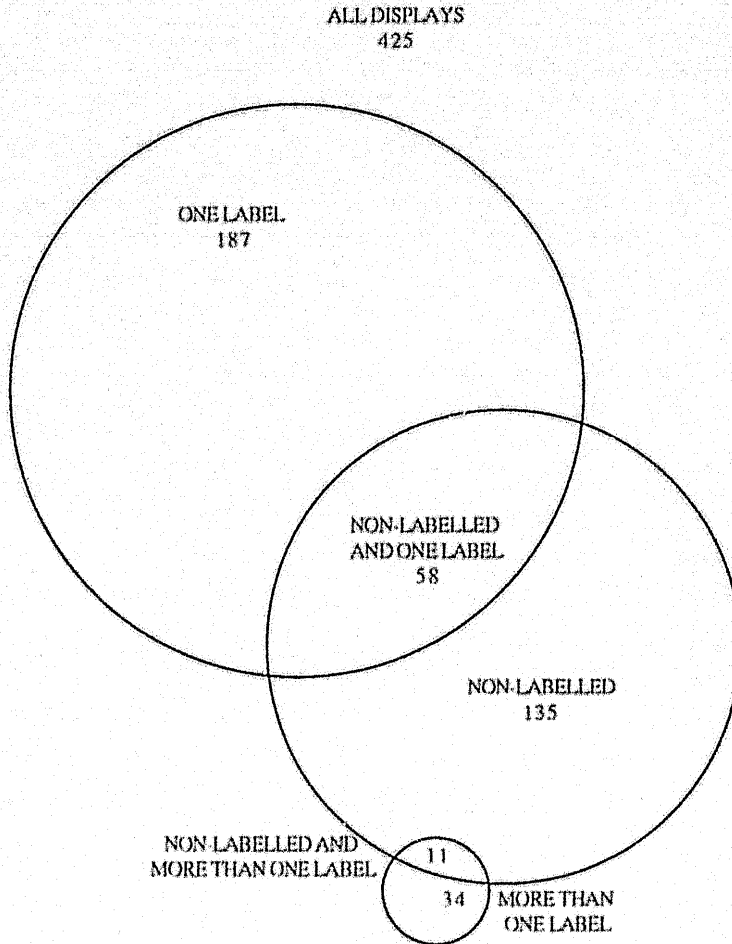 ALL DISPLAYS
425
ONE LABEL
187
NON-LABELLED
AND ONE LABEL
58
NON-LABELLED
135
NON-LABELLED AND
MORE THAN ONE LABEL
11
34
MORE THAN
ONE LABEL